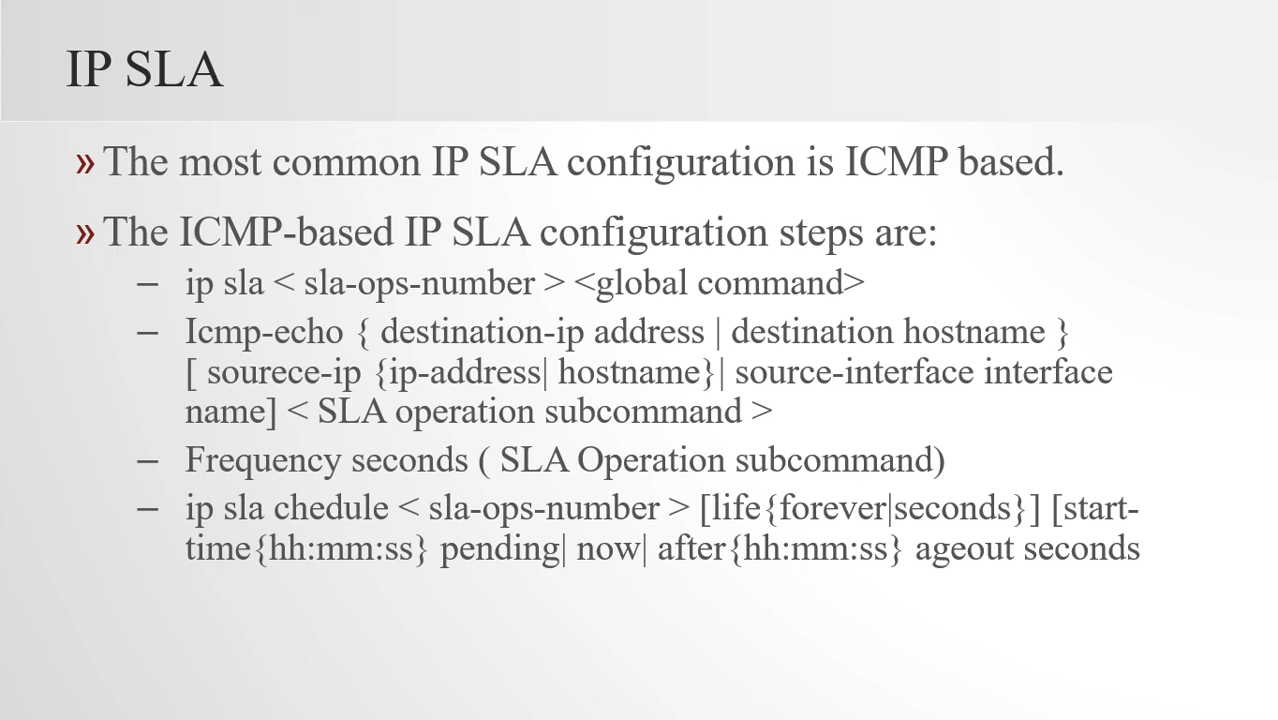 IP SLA
» The most common IP SLA configuration is ICMP based.
» The ICMP-based IP SLA configuration steps are:
– ip sla < sla-ops-number > <global command>
– Icmp-echo { destination-ip address | destination hostname }
[ sourece-ip {ip-address| hostname}| source-interface interface
name] < SLA operation subcommand >
– Frequency seconds ( SLA Operation subcommand)
– ip sla chedule < sla-ops-number > [life{forever|seconds}] [start-
time{hh:mm:ss} pending| now| after{hh:mm:ss} ageout seconds